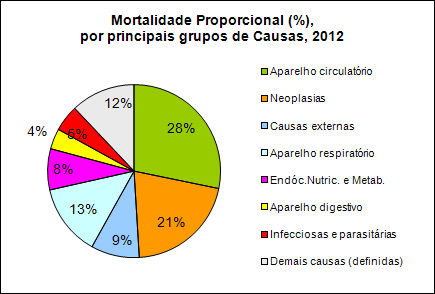 Mortalidade Proporcional (%),
por principais grupos de Causas, 2012
Aparelho circulatório
Neoplasias
Causas externas
Aparelho respiratório
Endóc.Nutric. e Metab.
Aparelho digestivo
Infecciosas e parasitárias
Demais causas (definidas)
28%
21%
9%
13%
8%
4%
5%
12%